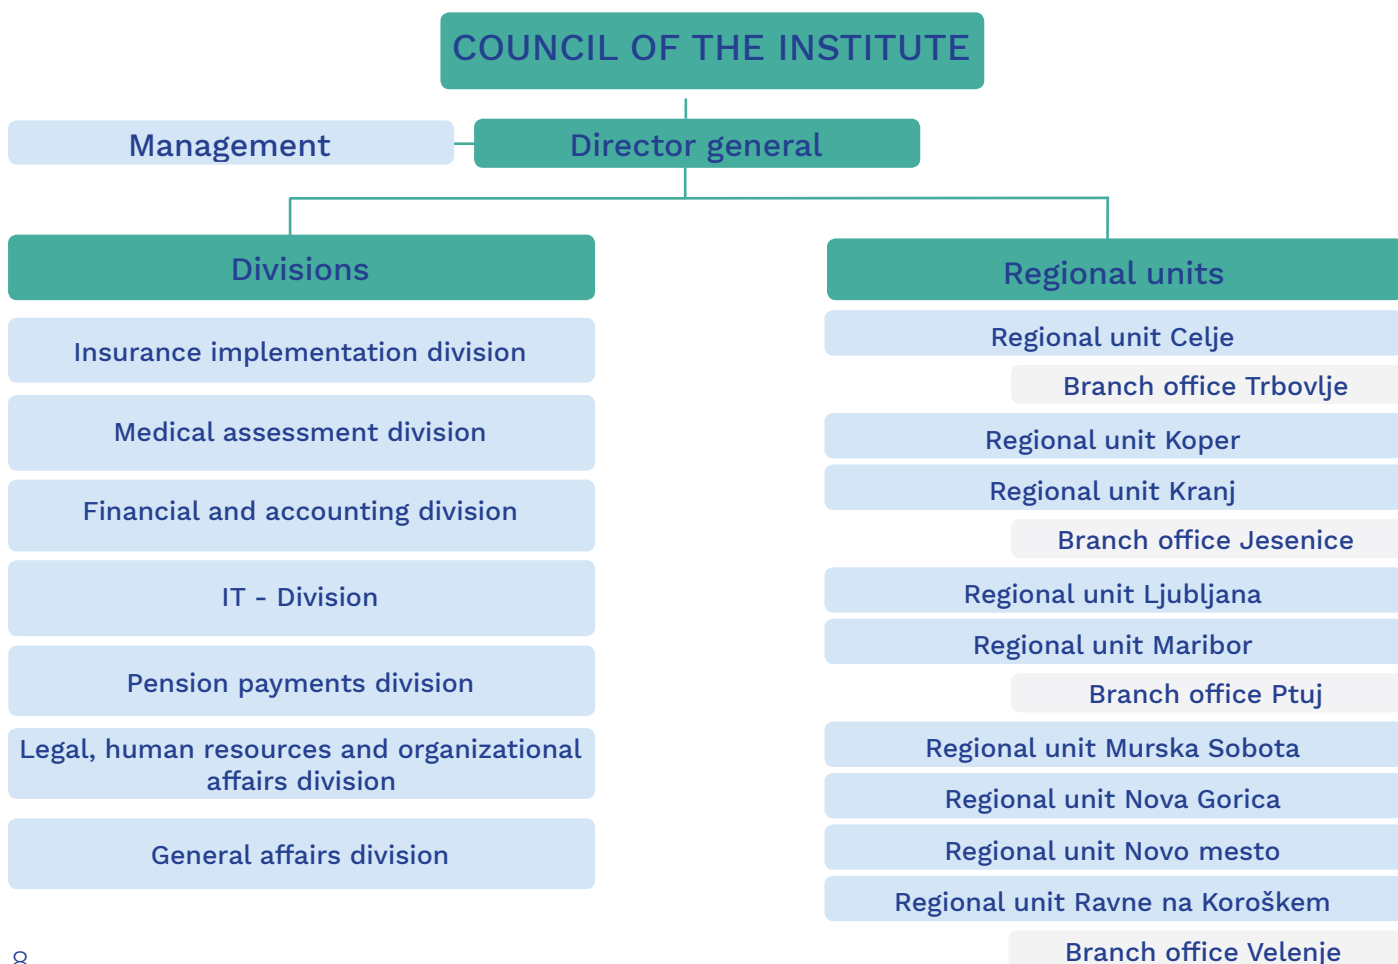 COUNCIL OF THE INSTITUTE
Management
Director general
Divisions
Insurance implementation division
Medical assessment division
Financial and accounting division
IT - Division
Pension payments division
Legal, human resources and organizational
affairs division
General affairs division
Regional units
Regional unit Celje
Branch office Trbovlje
Regional unit Koper
Regional unit Kranj
Branch office Jesenice
Regional unit Ljubljana
Regional unit Maribor
Branch office Ptuj
Regional unit Murska Sobota
Regional unit Nova Gorica
Regional unit Novo mesto
Regional unit Ravne na Koroškem
Branch office Velenje
8